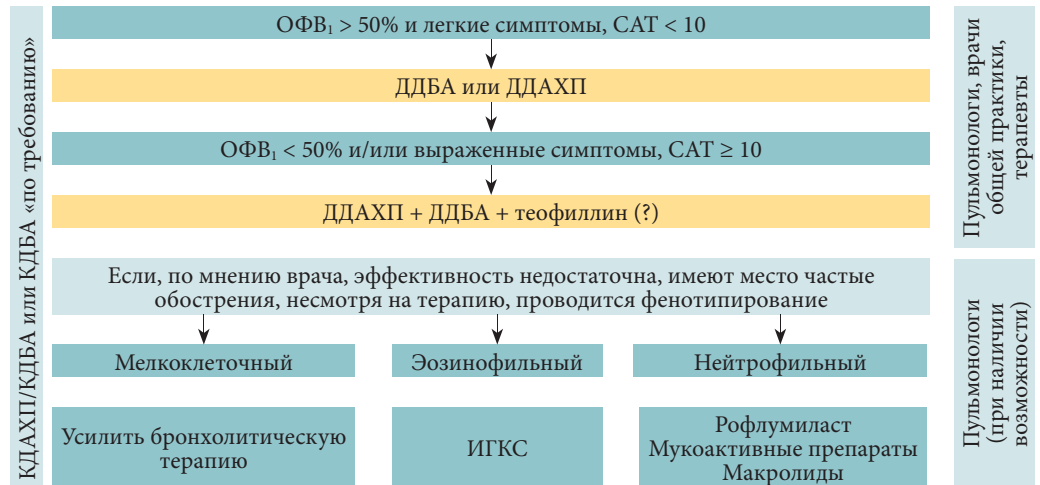 КДАХП/КДБА или КДБА «по требованию»
ОФВ₁ > 50% и легкие симптомы, CAT < 10
ДДБА или ДДАХП
ОФВ₁ < 50% и/или выраженные симптомы, CAT ≥ 10
ДДАХП + ДДБА + теофиллин (?)
Пульмонологи, врачи
общей практики,
терапевты
Если, по мнению врача, эффективность недостаточна, имеют место частые
обострения, несмотря на терапию, проводится фенотипирование
Мелкоклеточный
Эозинофильный
Нейтрофильный
Усилить бронхолитическую
терапию
ИГКС
Рофлумиласт
Мукоактивные препараты
Макролиды
Пульмонологи
(при наличии
возможности)